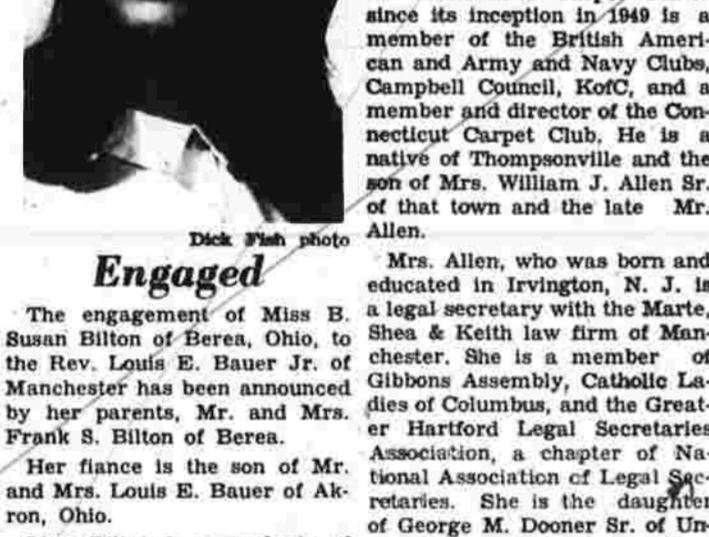 Dick Fish photo
Engaged
The engagement of Miss B.
Susan Bilton of Berea, Ohio, to
the Rev. Louis E. Bauer Jr. of
Manchester has been announced
by her parents, Mr. and Mrs.
Frank S. Bilton of Berea.
Her fiance is the son of Mr.
and Mrs. Louis E. Bauer of Ak-
ron, Ohio.
since its inception in 1949 is a
member of the British Ameri-
can and Army and Navy Clubs,
Campbell Council, KofC, and a
member and director of the Con-
necticut Carpet Club. He is a
native of Thompsonville and the
son of Mrs. William J. Allen Sr.
of that town and the late Mr.
Allen.
Mrs. Allen, who was born and
educated in Irvington, N. J. is
a legal secretary with the Marte,
Shea & Keith law firm of Man-
chester. She is a member of
Gibbons Assembly, Catholic La-
dies of Columbus, and the Great-
er Hartford Legal Secretaries
Association, a chapter of Na-
tional Association of Legal Sec-
retaries. She is the daughter
of George M. Dooner Sr. of Un-